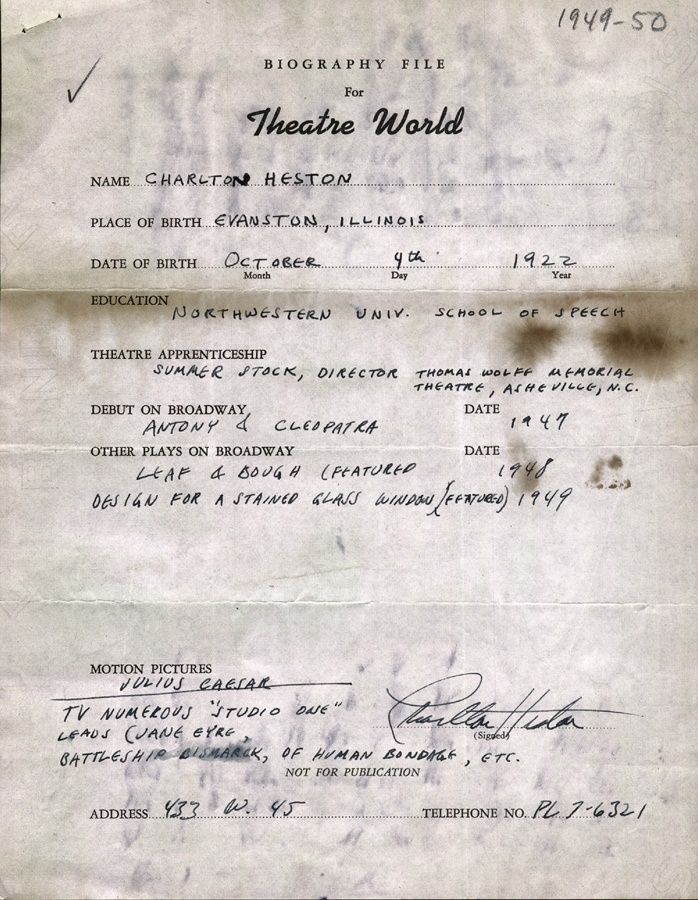 1949-50
BIOGRAPHY FILE
For
Theatre World
NAME CHARLTON HESTON
PLACE OF BIRTH EVANSTON, ILLINOIS
DATE OF BIRTH OCTOBER 4th 1922
Month Day Year
EDUCATION
NORTHWESTERN UNIV. SCHOOL OF SPEECH
THEATRE APPRENTICESHIP
SUMMER STOCK, DIRECTOR THOMAS WOLFE MEMORIAL
THEATRE, ASHEVILLE, N.C.
DEBUT ON BROADWAY DATE
ANTONY & CLEOPATRA 1947
OTHER PLAYS ON BROADWAY DATE
LEAF & BOUGH (FEATURED 1948
DESIGN FOR A STAINED GLASS WINDOW (FEATURED) 1949
MOTION PICTURES
JULIUS CAESAR
TV NUMEROUS "STUDIO ONE"
LEADS (JANE EYRE,
Charlton Heston
(Signed)
BATTLESHIP BISMARCK, OF HUMAN BONDAGE, ETC.
NOT FOR PUBLICATION
ADDRESS 433 W. 45 TELEPHONE NO. PL 7-6321